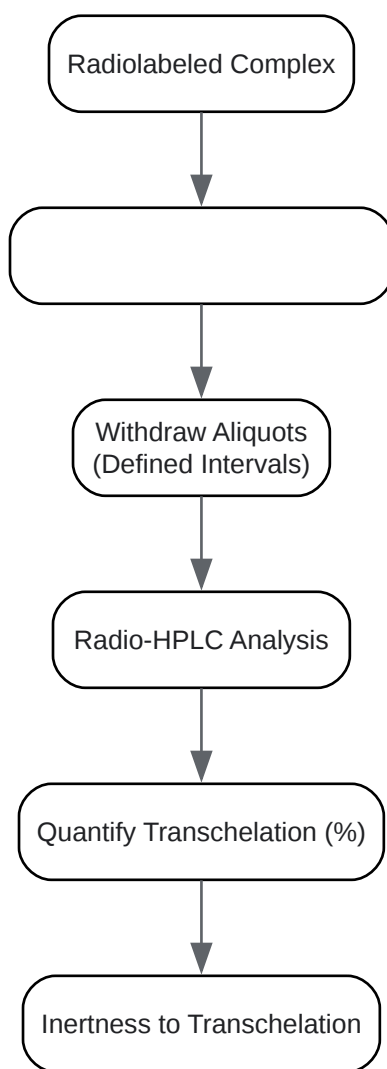 Radiolabeled Complex
Withdraw Aliquots
(Defined Intervals)
Radio-HPLC Analysis
Quantify Transchelation (%)
Inertness to Transchelation